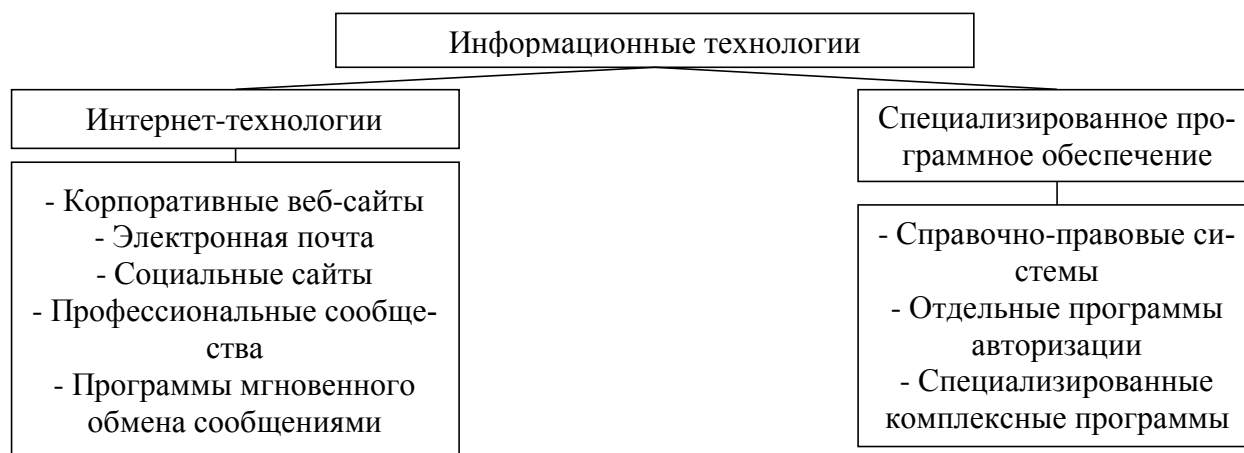 Информационные технологии
Интернет-технологии
- Корпоративные веб-сайты
- Электронная почта
- Социальные сайты
- Профессиональные сообще-
ства
- Программы мгновенного
обмена сообщениями
Специализированное про-
граммное обеспечение
- Справочно-правовые си-
стемы
- Отдельные программы
авторизации
- Специализированные
комплексные программы